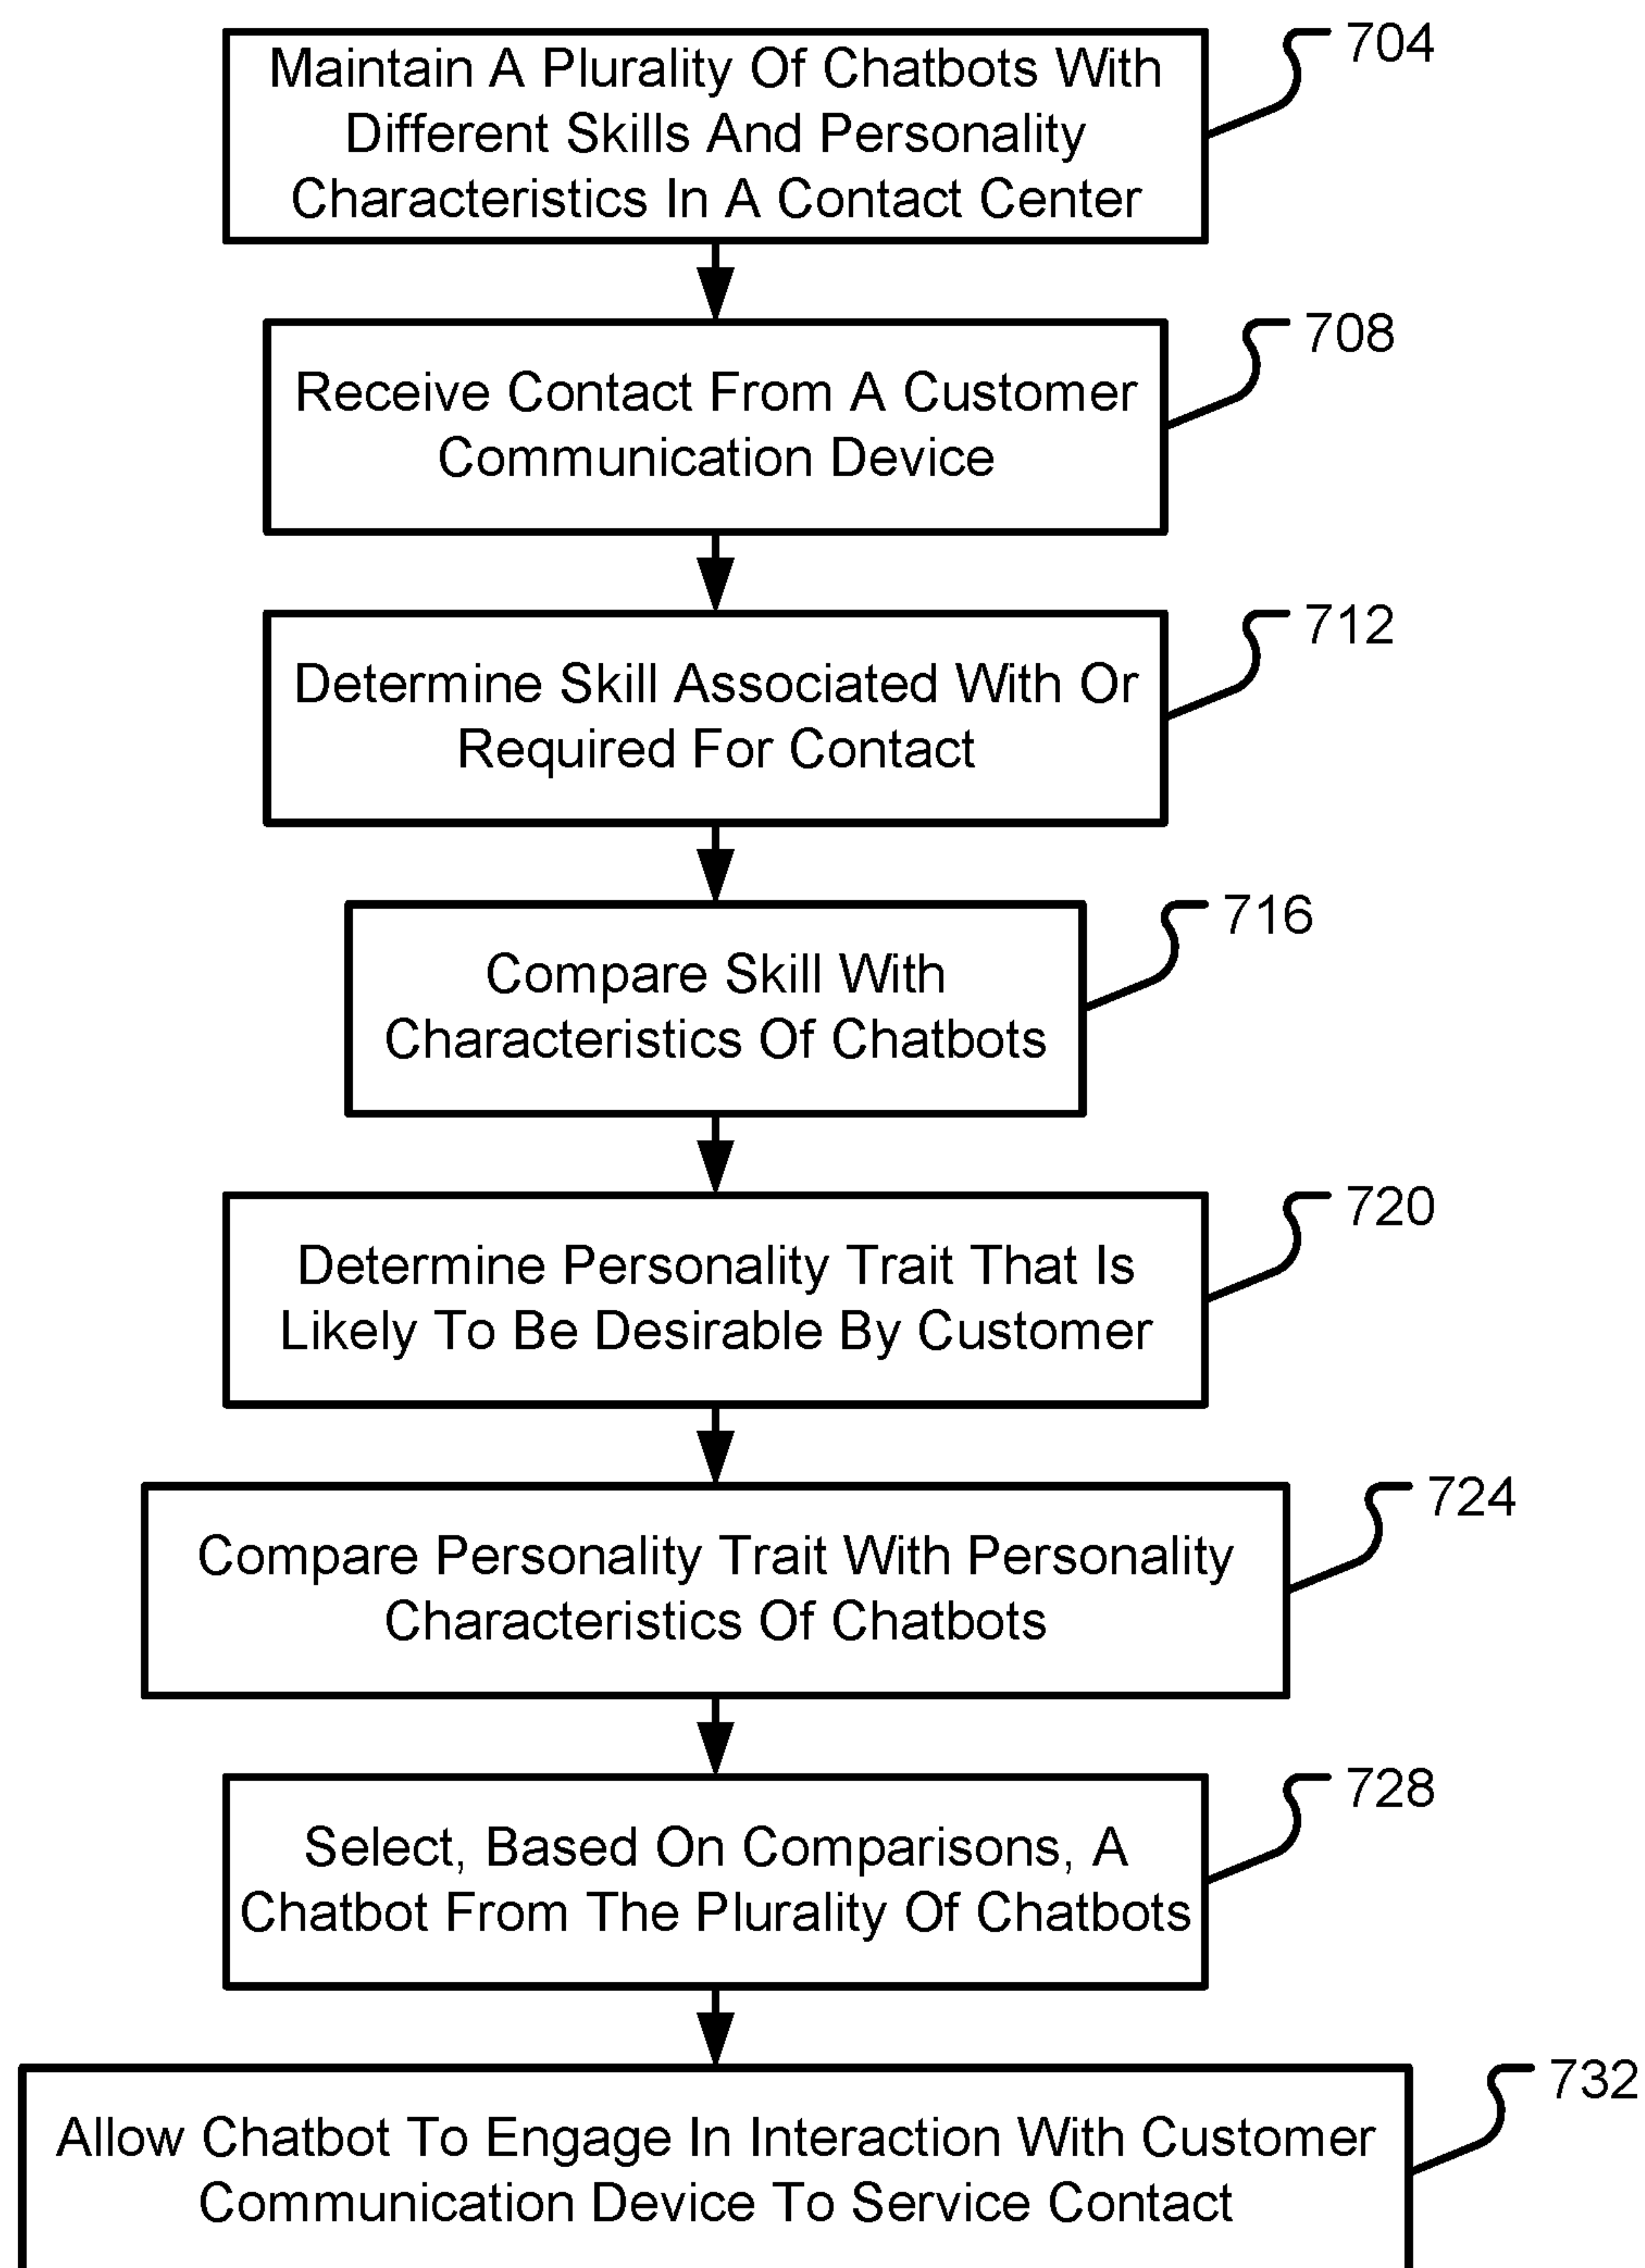 Maintain A Plurality Of Chatbots With
Different Skills And Personality
Characteristics In A Contact Center
704
Receive Contact From A Customer
Communication Device
708
Determine Skill Associated With Or
Required For Contact
712
Compare Skill With
Characteristics Of Chatbots
716
Determine Personality Trait That Is
Likely To Be Desirable By Customer
720
Compare Personality Trait With Personality
Characteristics Of Chatbots
724
Select, Based On Comparisons, A
Chatbot From The Plurality Of Chatbots
728
Allow Chatbot To Engage In Interaction With Customer
Communication Device To Service Contact
732